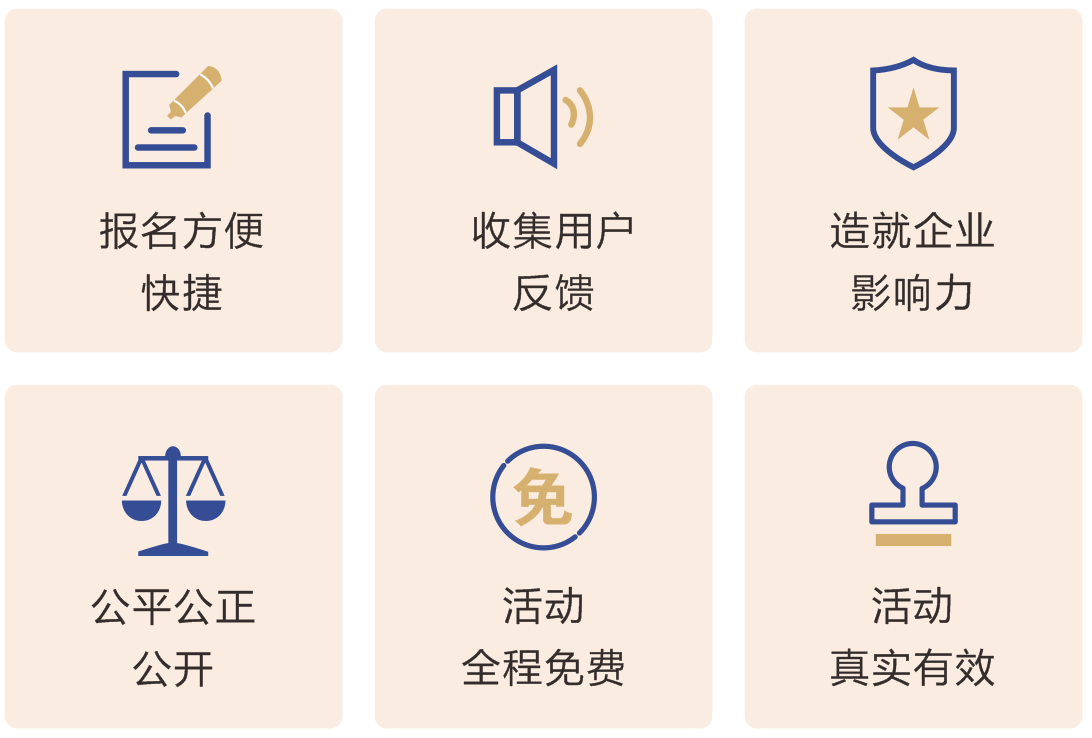 报名方便
快捷
收集用户
反馈
造就企业
影响力
公平公正
公开
免
活动
全程免费
活动
真实有效